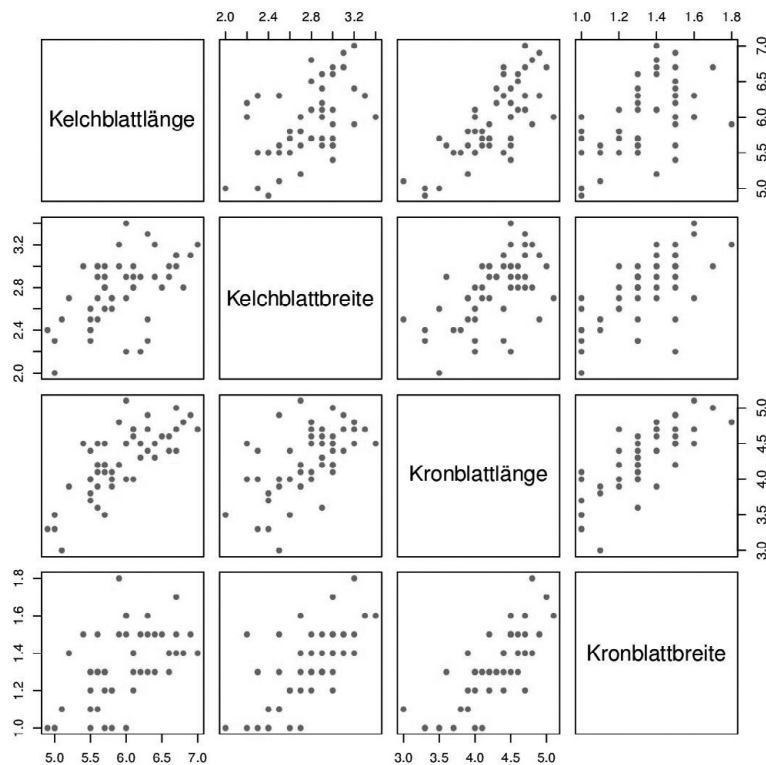 2.0 2.4 2.8 3.2 1.0 1.2 1.4 1.6 1.8
Kelchblattlänge
5.0 5.5 6.0 6.5 7.0
2.0 2.4 2.8 3.2
Kelchblattbreite
Kronblattlänge
3.0 3.5 4.0 4.5 5.0
1.0 1.2 1.4 1.6 1.8
Kronblattbreite
5.0 5.5 6.0 6.5 7.0 3.0 3.5 4.0 4.5 5.0